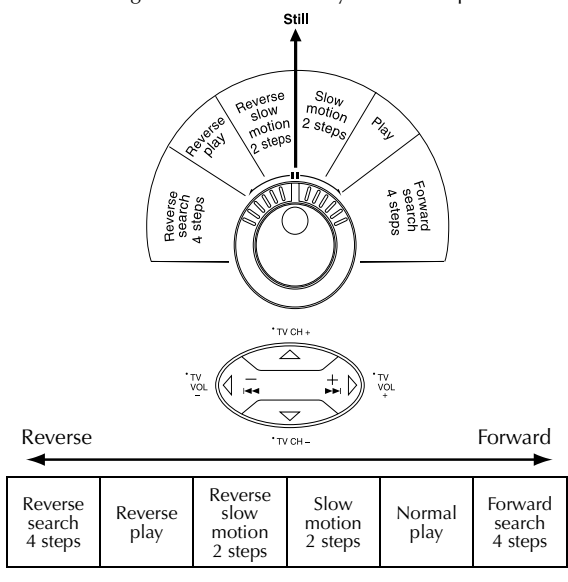 Still
Reverse
slow
motion
2 steps
Slow
motion
2 steps
Reverse
play
Play
Reverse
search
4 steps
Forward
search
4 steps
*TV CH +
*TV
VOL
–
–
+
*TV
VOL
+
*TV CH –
Reverse
Forward
Reverse
search
4 steps
Reverse
play
Reverse
slow
motion
2 steps
Slow
motion
2 steps
Normal
play
Forward
search
4 steps